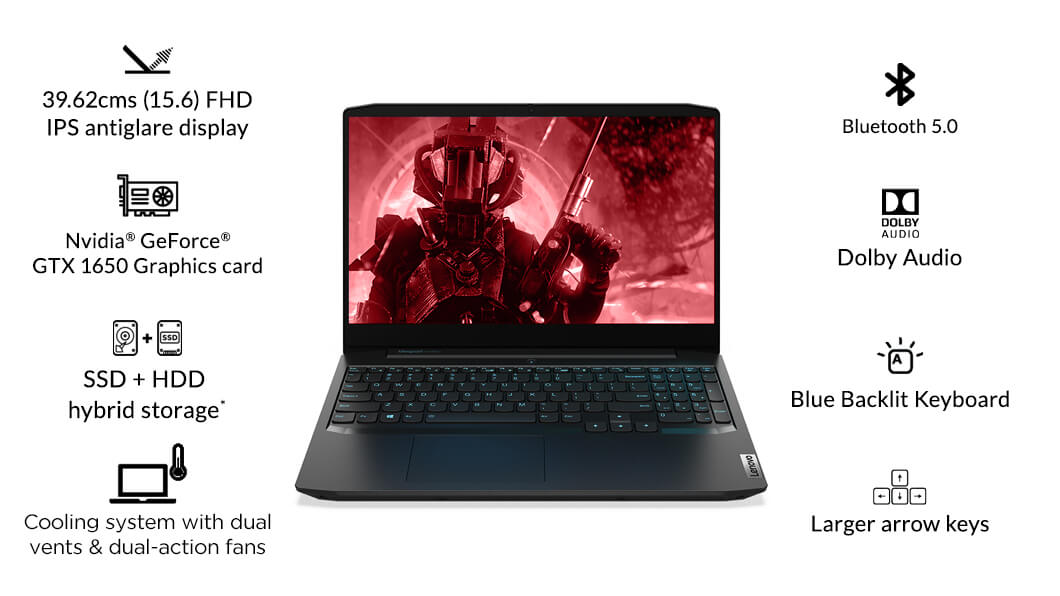 39.62cms (15.6) FHD
IPS antiglare display
Nvidia® GeForce®
GTX 1650 Graphics card
SSD
SSD + HDD
hybrid storage*
Cooling system with dual
vents & dual-action fans
Lenovo
Bluetooth 5.0
DOLBY
AUDIO
Dolby Audio
A
Blue Backlit Keyboard
Larger arrow keys